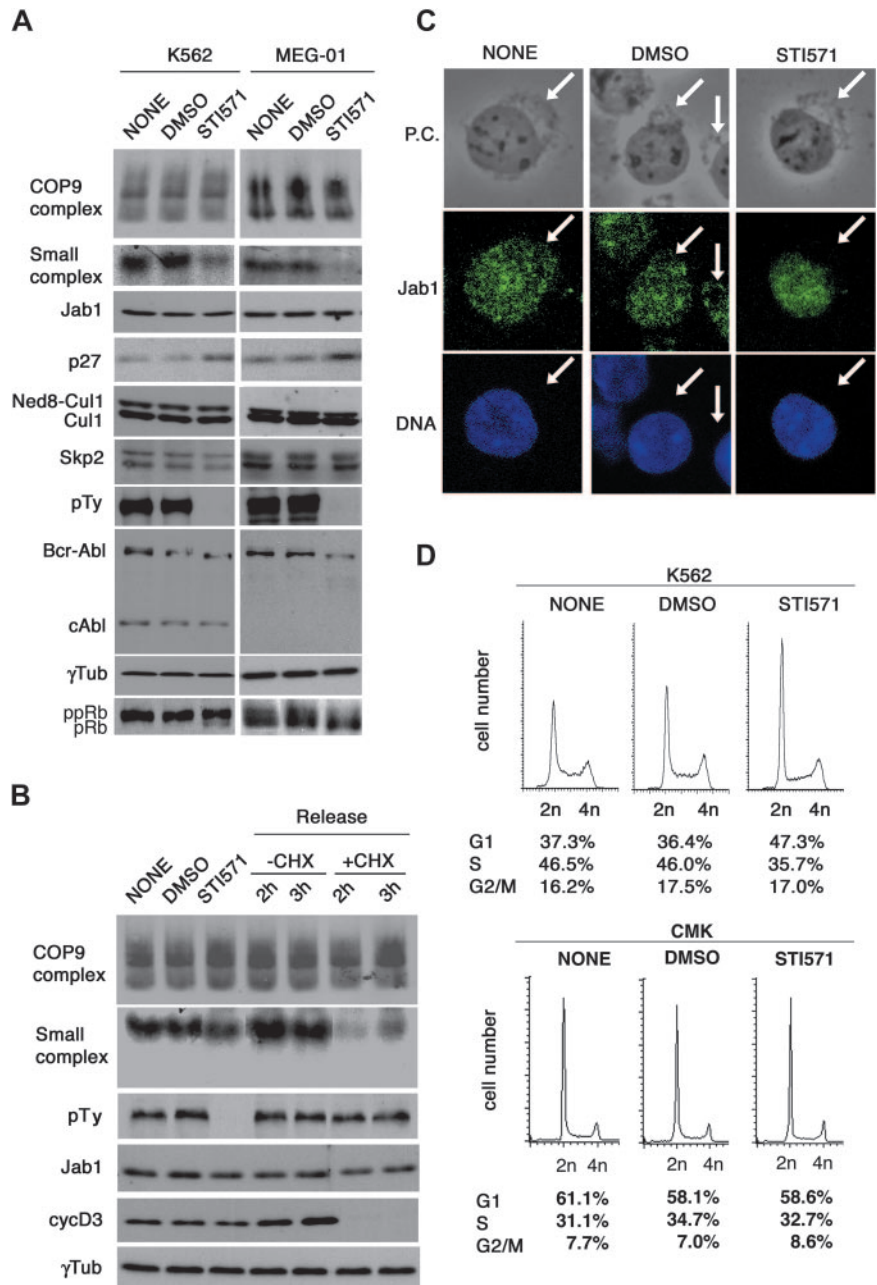 A
K562 MEG-01
NONE DMSO STI571 NONE DMSO STI571
COP9
complex
Small
complex
Jab1
p27
Ned8-Cul1
Cul1
Skp2
pTy
Bcr-Abl
cAbl
γTub
ppRb
pRb
B
Release
-CHX +CHX
NONE DMSO STI571 2h 3h 2h 3h
COP9
complex
Small
complex
pTy
Jab1
cycD3
γTub
C
NONE DMSO STI571
P.C.
Jab1
DNA
D
K562
NONE DMSO STI571
cell number
2n 4n 2n 4n 2n 4n
G1 37.3% 36.4% 47.3%
S 46.5% 46.0% 35.7%
G2/M 16.2% 17.5% 17.0%
CMK
NONE DMSO STI571
cell number
2n 4n 2n 4n 2n 4n
G1 61.1% 58.1% 58.6%
S 31.1% 34.7% 32.7%
G2/M 7.7% 7.0% 8.6%